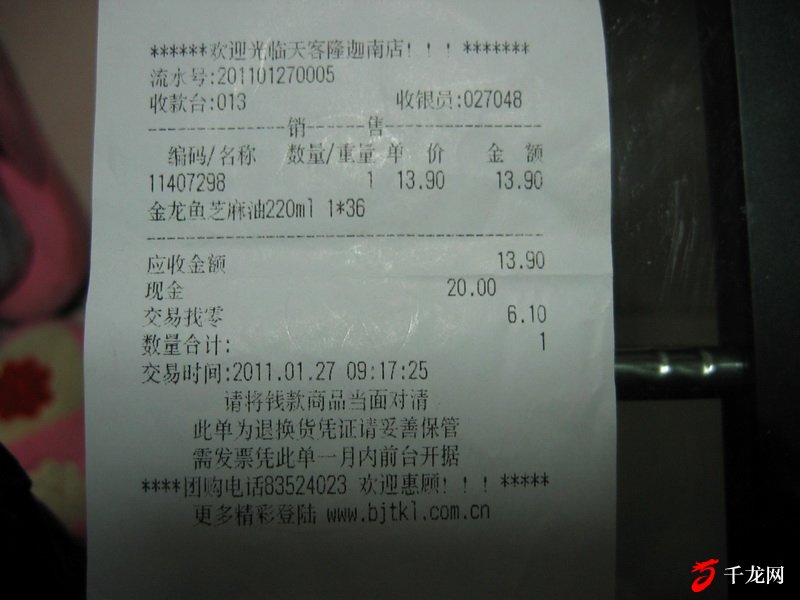 ******欢迎光临天客隆迦南店!!!*******
流水号:201101270005
收款台:013 收银员:027048
--------------销------售----------------
编码/名称 数量/重量 单 价 金 额
11407298 1 13.90 13.90
金龙鱼芝麻油220ml 1*36
----------------------------------------
应收金额 13.90
现金 20.00
交易找零 6.10
数量合计: 1
交易时间:2011.01.27 09:17:25
请将钱款商品当面对清
此单为退换货凭证请妥善保管
需发票凭此单一月内前台开据
****团购电话83524023 欢迎惠顾!!!*****
更多精彩登陆 www.bjtkl.com.cn
千龙网